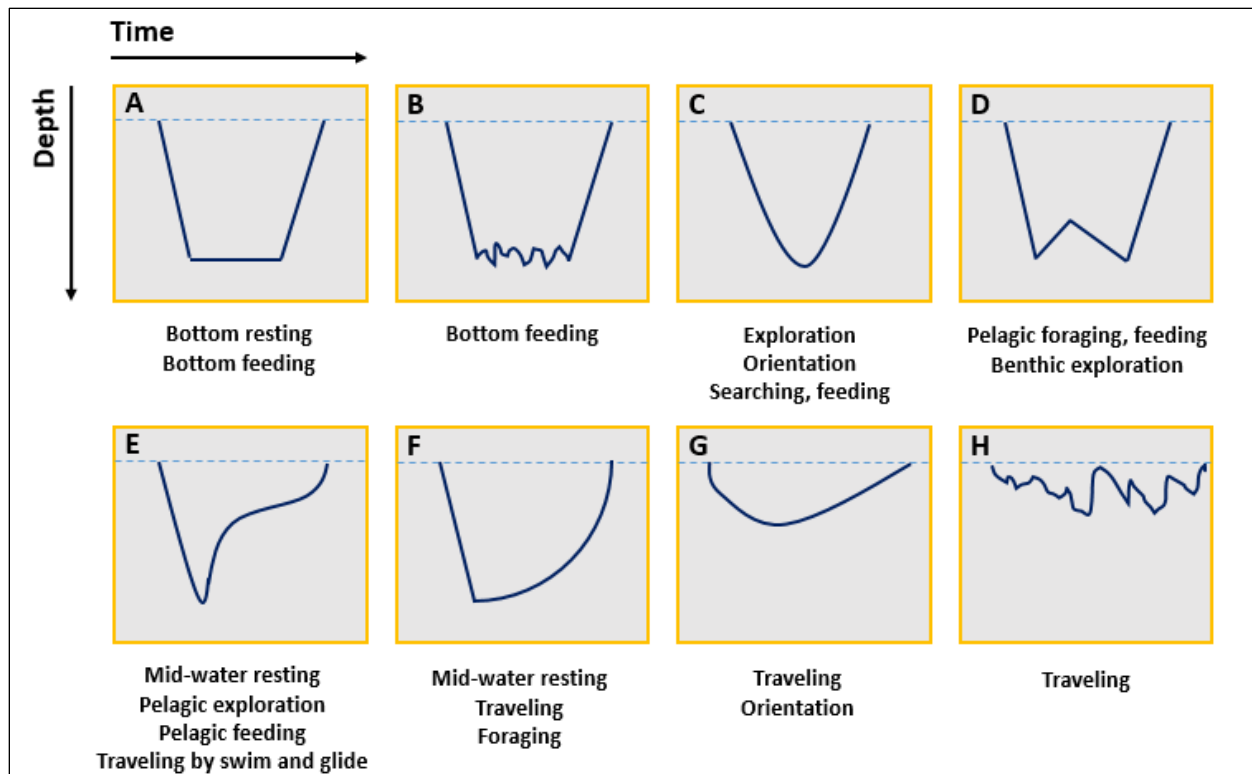 Time
Depth
A
B
C
D
Bottom resting
Bottom feeding
Bottom feeding
Exploration
Orientation
Searching, feeding
Pelagic foraging, feeding
Benthic exploration
E
F
G
H
Mid-water resting
Pelagic exploration
Pelagic feeding
Traveling by swim and glide
Mid-water resting
Traveling
Foraging
Traveling
Orientation
Traveling